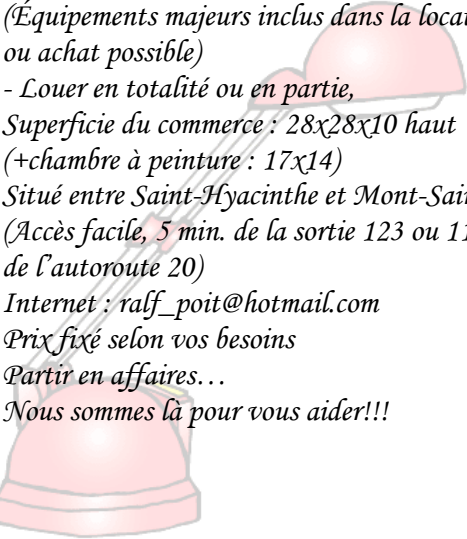 (Équipements majeurs inclus dans la locat
ou achat possible)
- Louer en totalité ou en partie,
Superficie du commerce : 28x28x10 haut
(+chambre à peinture : 17x14)
Situé entre Saint-Hyacinthe et Mont-Sai
(Accès facile, 5 min. de la sortie 123 ou 11
de l'autoroute 20)
Internet : ralf_poit@hotmail.com
Prix fixé selon vos besoins
Partir en affaires…
Nous sommes là pour vous aider!!!